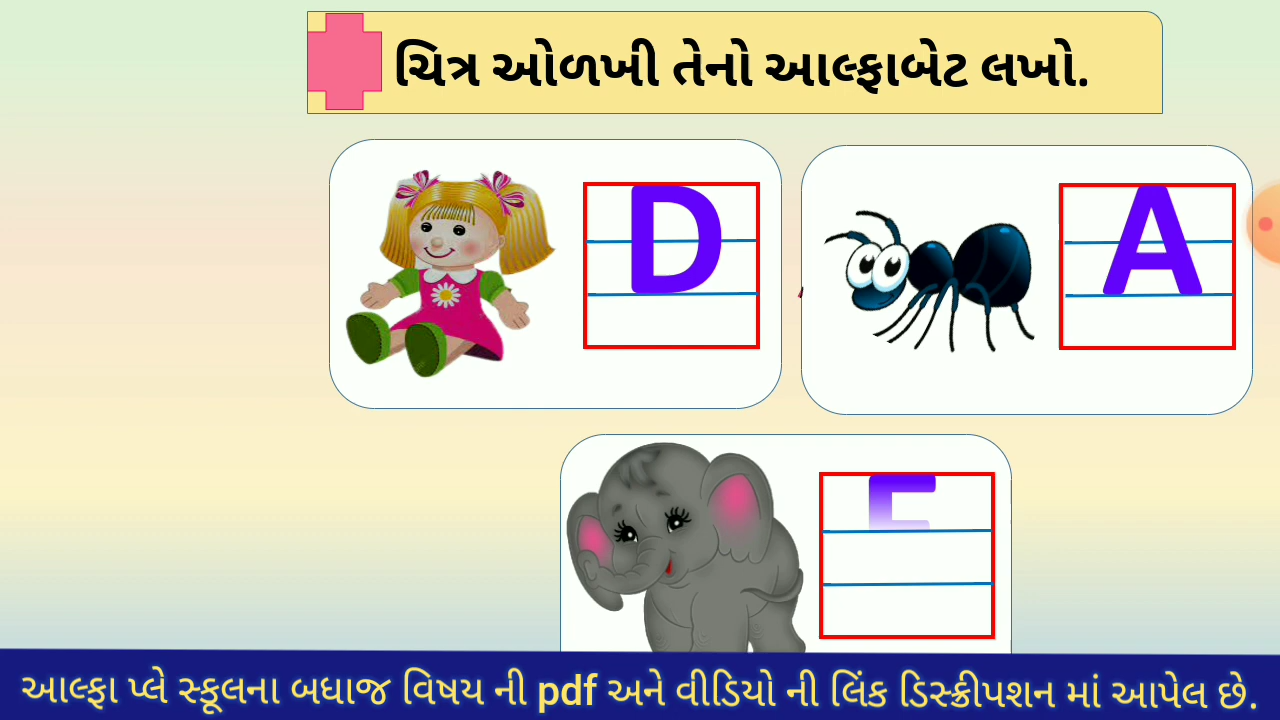 ચિત્ર ઓળખી તેનો આલ્ફાબેટ લખો.
D
A
E
આલ્ફા પ્લે સ્કૂલના બધાજ વિષય ની pdf અને વીડિયો ની લિંક ડિસ્ક્રીપશન માં આપેલ છે.